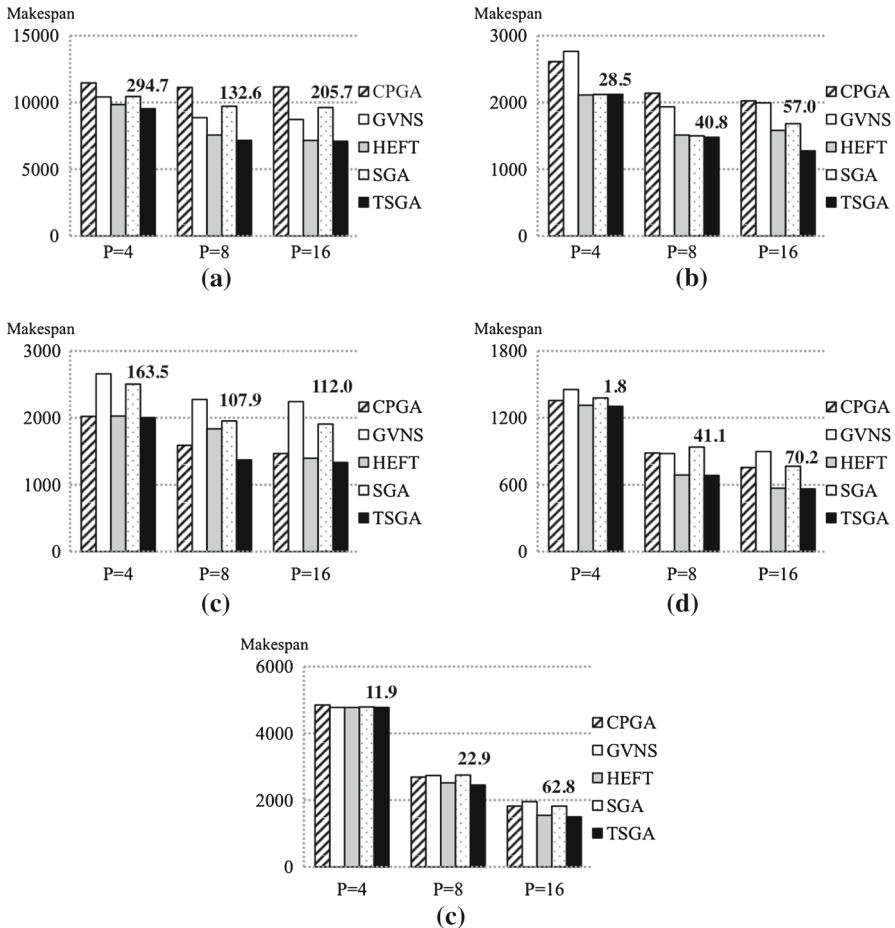 Makespan
15000
10000
5000
0
294.7
132.6
205.7
P=4
P=8
P=16
CPGA
GVNS
HEFT
SGA
TSGA
(a)
Makespan
3000
2000
1000
0
28.5
40.8
57.0
P=4
P=8
P=16
CPGA
GVNS
HEFT
SGA
TSGA
(b)
Makespan
3000
2000
1000
0
163.5
107.9
112.0
P=4
P=8
P=16
CPGA
GVNS
HEFT
SGA
TSGA
(c)
Makespan
1800
1200
600
0
1.8
41.1
70.2
P=4
P=8
P=16
CPGA
GVNS
HEFT
SGA
TSGA
(d)
Makespan
6000
4000
2000
0
11.9
22.9
62.8
P=4
P=8
P=16
CPGA
GVNS
HEFT
SGA
TSGA
(c)